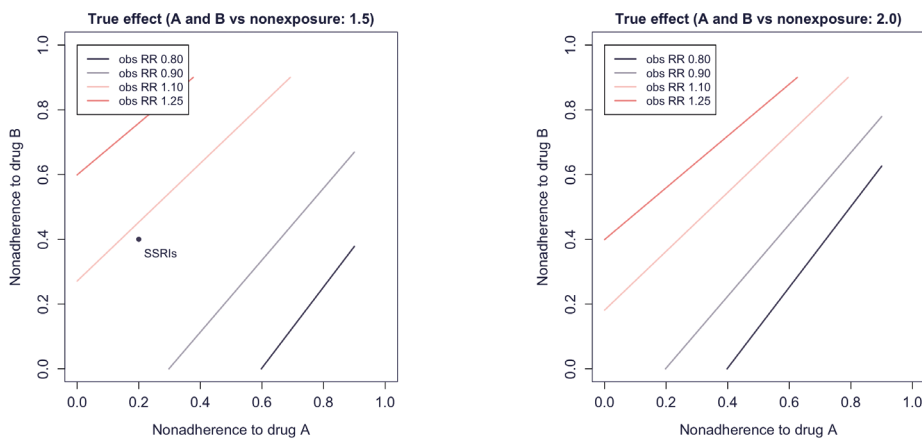 True effect (A and B vs nonexposure: 1.5)
obs RR 0.80
obs RR 0.90
obs RR 1.10
obs RR 1.25
Nonadherence to drug B
1.0
0.8
0.6
0.4
0.2
0.0
SSRIs
0.0 0.2 0.4 0.6 0.8 1.0
Nonadherence to drug A
True effect (A and B vs nonexposure: 2.0)
obs RR 0.80
obs RR 0.90
obs RR 1.10
obs RR 1.25
Nonadherence to drug B
1.0
0.8
0.6
0.4
0.2
0.0
0.0 0.2 0.4 0.6 0.8 1.0
Nonadherence to drug A